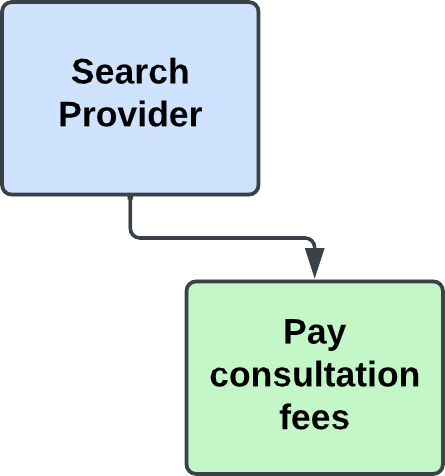 Search
Provider
Pay
consultation
fees